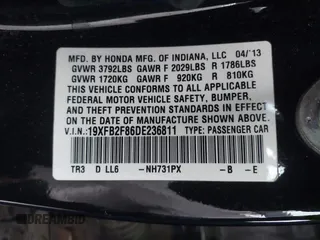 MFD. BY HONDA MFG. OF INDIANA, LLC 04/'13
GVWR 3792LBS GAWR F 2029LBS R 1786LBS
GVWR 1720KG GAWR F 920KG R 810KG
THIS VEHICLE CONFORMS TO ALL APPLICABLE
FEDERAL MOTOR VEHICLE SAFETY, BUMPER,
AND THEFT PREVENTION STANDARDS IN EFFECT
ON THE DATE OF MANUFACTURE SHOWN ABOVE.
V.I.N.: 19XFB2F86DE236811 TYPE: PASSENGER CAR
TR3 D LL6 -NH731PX -B -E
DREAMBID